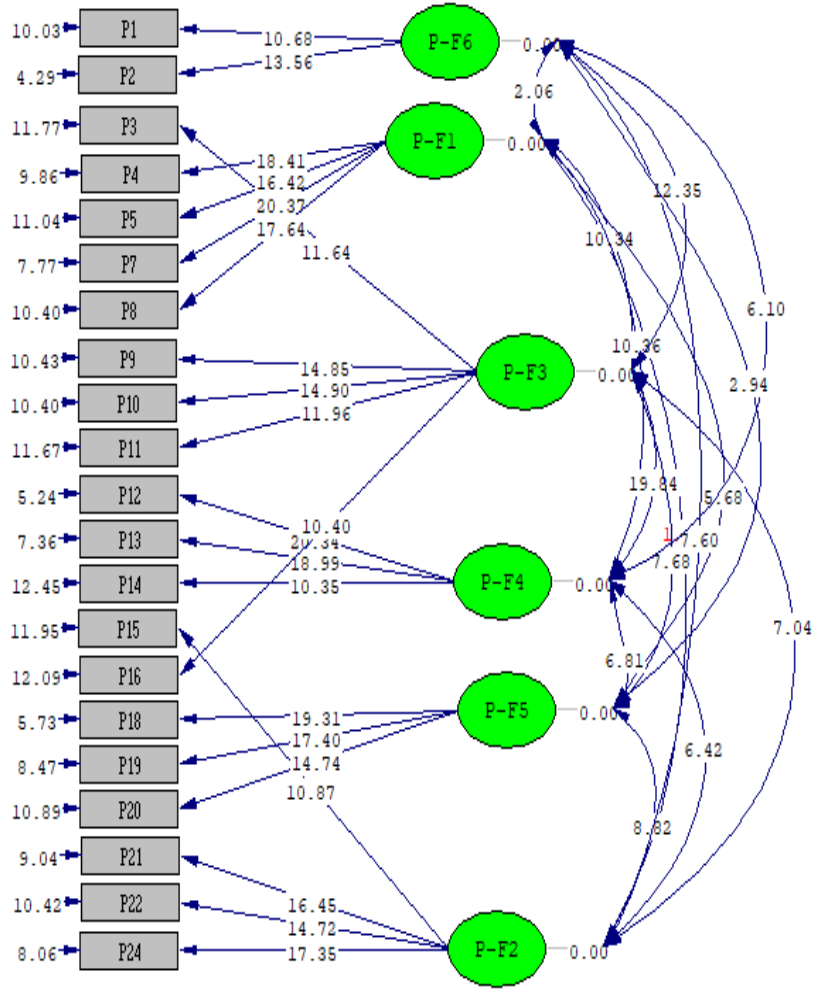 10.03 P1 10.68 P-F6 0.00
4.29 P2 13.56
2.06
11.77 P3
P-F1 0.00
9.86 P4 18.41
11.04 P5 16.42
12.35
20.37
7.77 P7 17.64
10.34
11.64
10.40 P8
6.10
10.36
10.43 P9 14.85 P-F3 0.00
2.94
10.40 P10 14.90
11.67 P11 11.96
5.24 P12
19.84 5.68
10.40
7.36 P13 20.34
1 7.60
18.99 7.68
12.45 P14 10.35 P-F4 0.00
11.95 P15
7.04
12.09 P16
6.81
5.73 P18 19.31 P-F5 0.00
17.40
6.42
8.47 P19 14.74
10.87
10.89 P20
8.82
9.04 P21
10.42 P22 16.45
14.72
8.06 P24 17.35 P-F2 0.00